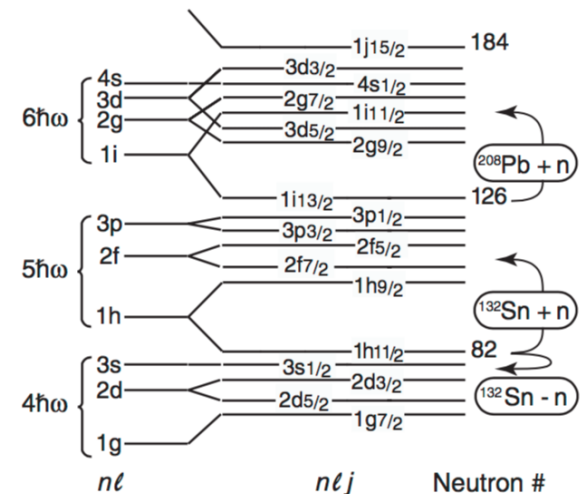 1j15/2 184
3d3/2
4s 4s1/2
3d 2g7/2
6ħω 2g 1i11/2
3d5/2
1i 2g9/2
208Pb + n
1i13/2 126
3p 3p1/2
3p3/2
2f 2f5/2
5ħω 2f7/2
1h9/2
1h 132Sn + n
1h11/2 82
3s 3s1/2
2d 2d3/2
4ħω 2d5/2 132Sn - n
1g7/2
1g
nℓ nℓj Neutron #